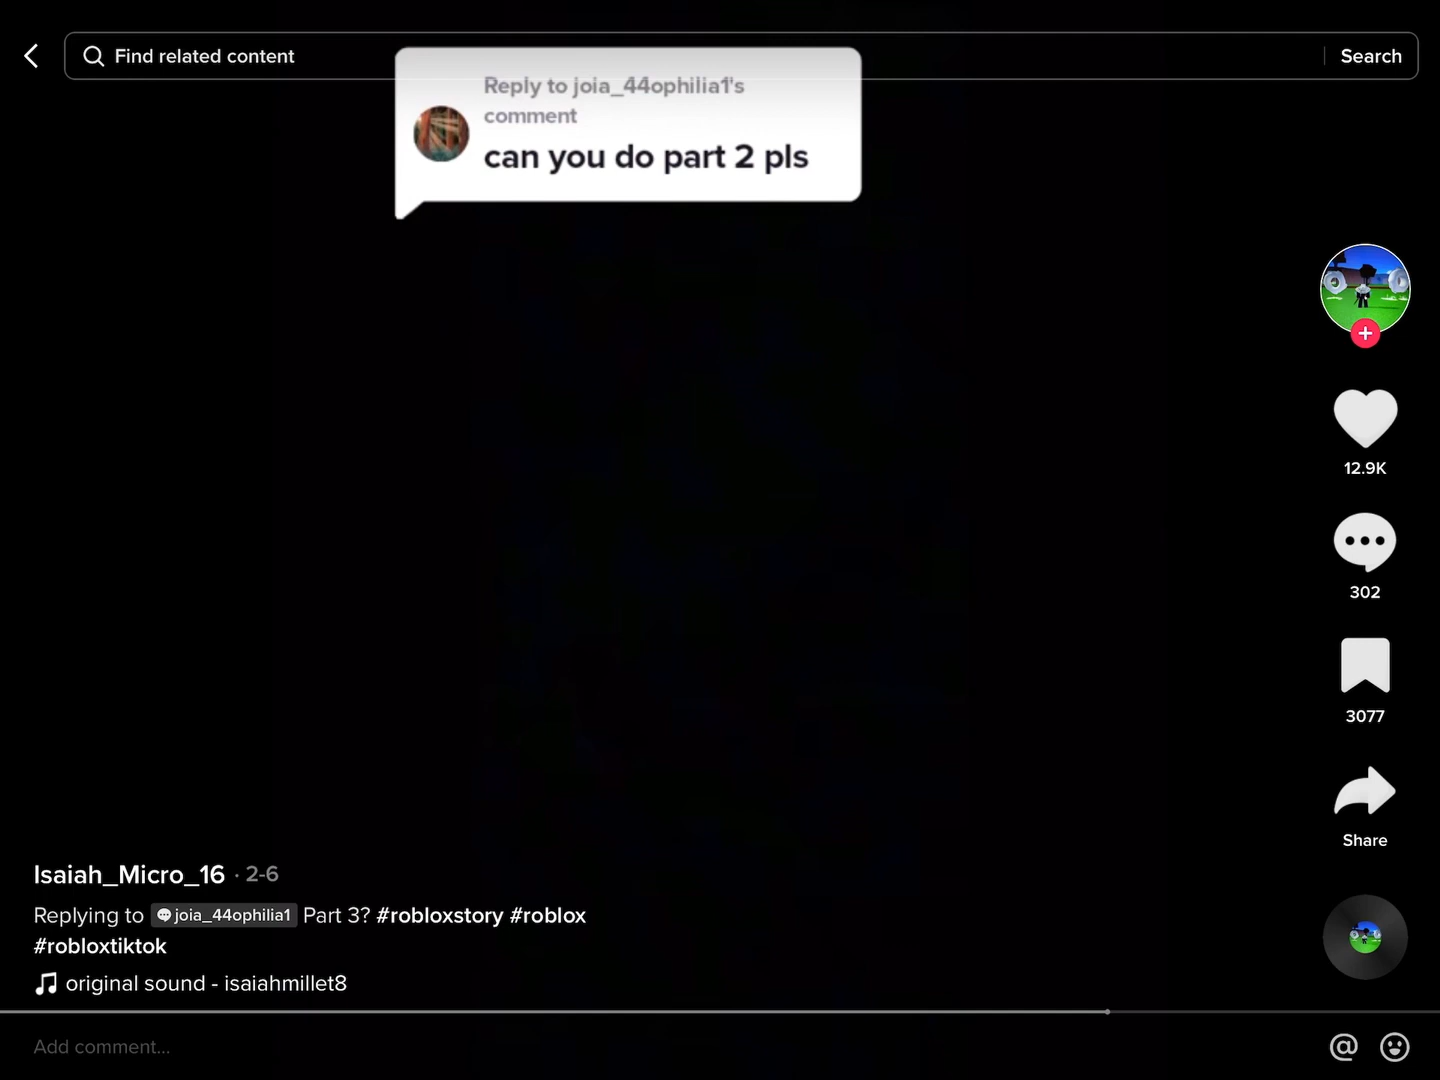 Find related content
Search
Reply to joia_44ophilia1's
comment
can you do part 2 pls
12.9K
302
3077
Share
Isaiah_Micro_16 · 2-6
Replying to joia_44ophilia1 Part 3? #robloxstory #roblox
#robloxtiktok
original sound - isaiahmillet8
Add comment...